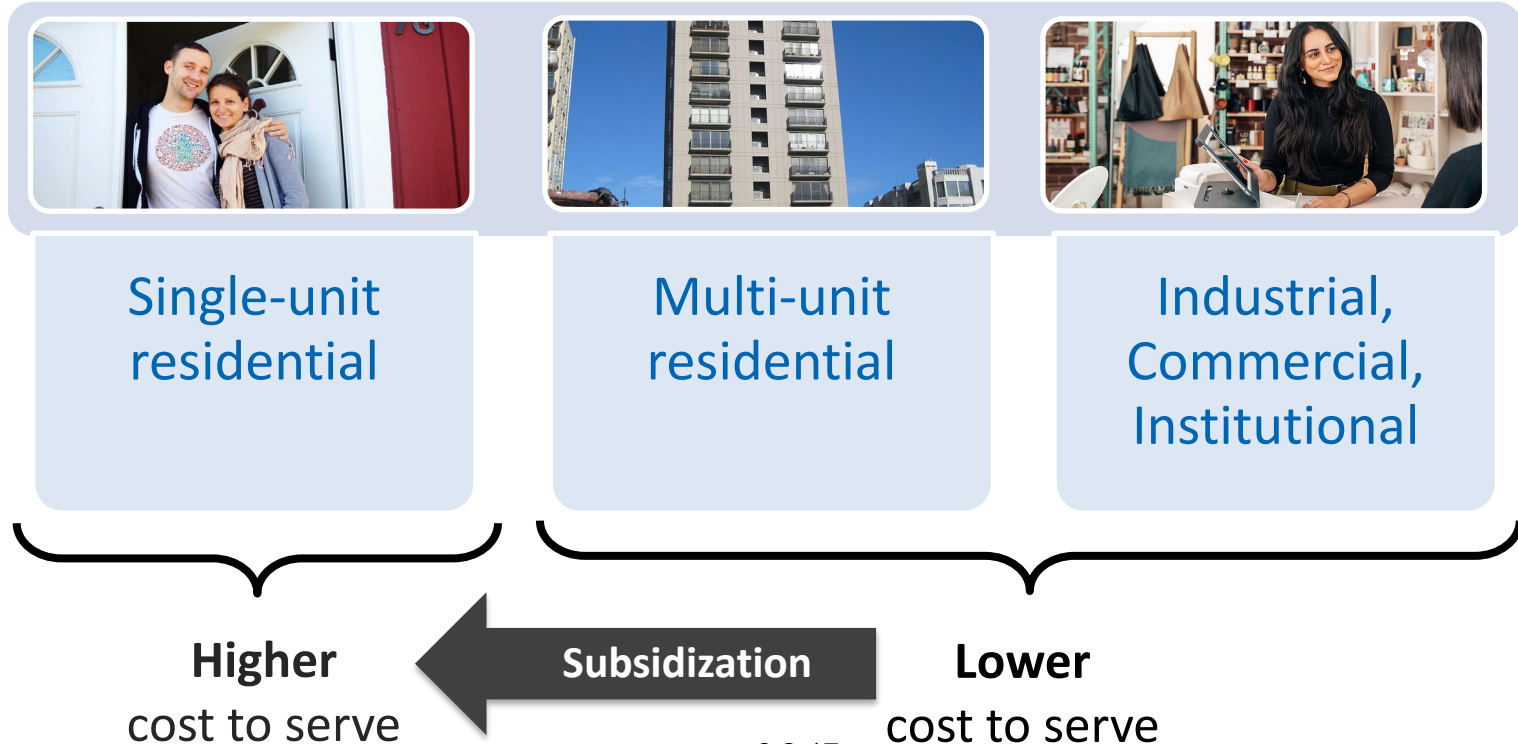 Single-unit
residential
Multi-unit
residential
Industrial,
Commercial,
Institutional
Higher
cost to serve
Subsidization
Lower
cost to serve